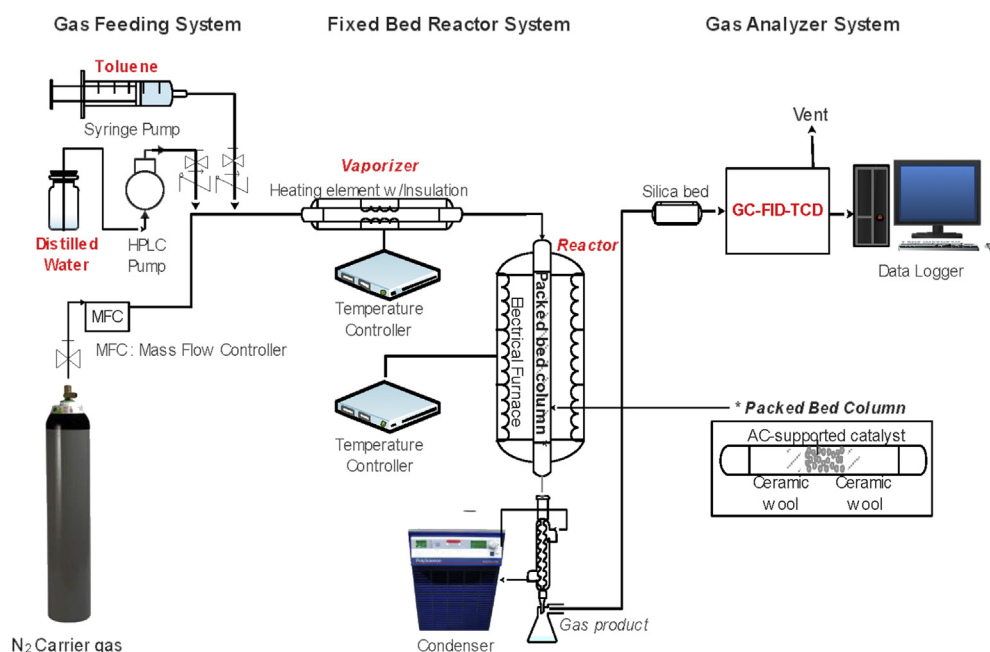 Gas Feeding System
Fixed Bed Reactor System
Gas Analyzer System
Toluene
Syringe Pump
Distilled
Water
HPLC
Pump
MFC
MFC: Mass Flow Controller
N2 Carrier gas
Vaporizer
Heating element w/Insulation
Temperature
Controller
Reactor
Electrical Furnace
Packed bed column *
Temperature
Controller
Condenser
Gas product
Silica bed
Vent
GC-FID-TCD
Data Logger
* Packed Bed Column
AC-supported catalyst
Ceramic
wool
Ceramic
wool